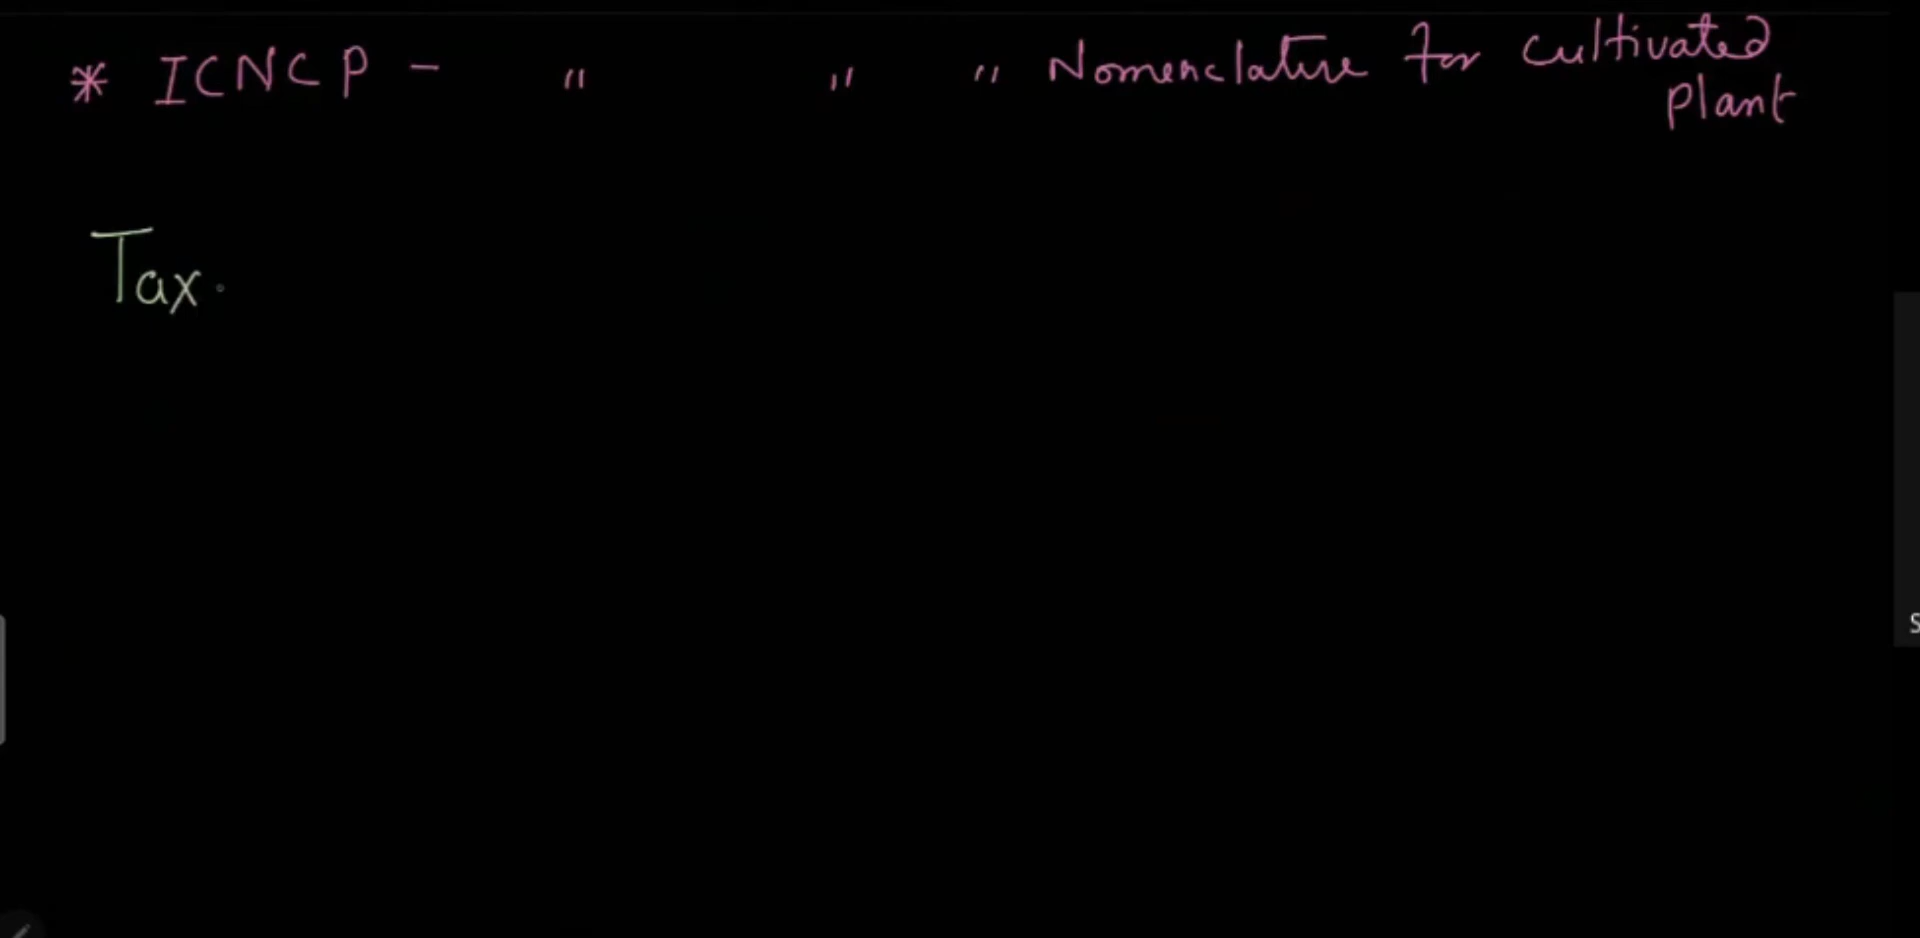 * ICNCP - " " " Nomenclature for cultivated
plant
Tax
S